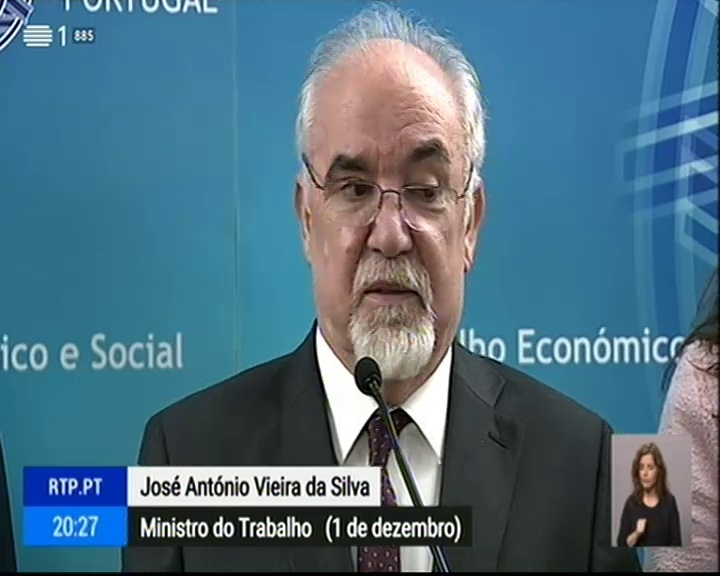 PORTUGAL
1 885
ico e Social
lho Económico
RTP.PT
José António Vieira da Silva
20:27
Ministro do Trabalho (1 de dezembro)